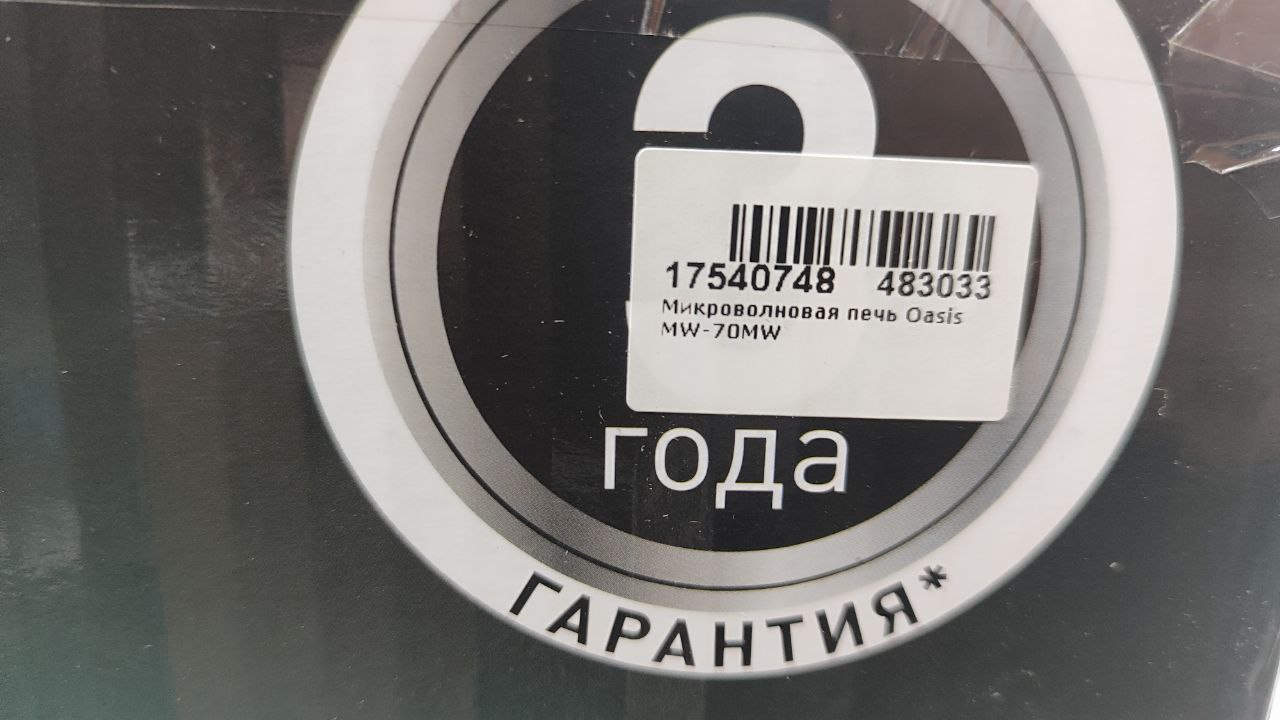 17540748 483033
Микроволновая печь Oasis
MW-70MW
года
ГАРАНТИЯ*